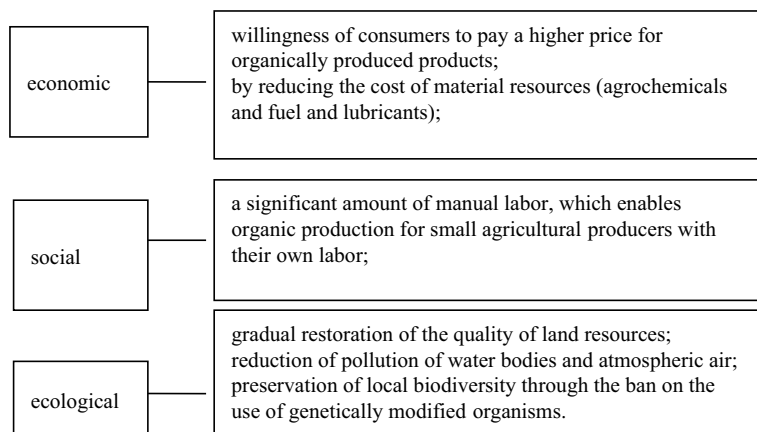 economic
willingness of consumers to pay a higher price for
organically produced products;
by reducing the cost of material resources (agrochemicals
and fuel and lubricants);
social
a significant amount of manual labor, which enables
organic production for small agricultural producers with
their own labor;
ecological
gradual restoration of the quality of land resources;
reduction of pollution of water bodies and atmospheric air;
preservation of local biodiversity through the ban on the
use of genetically modified organisms.